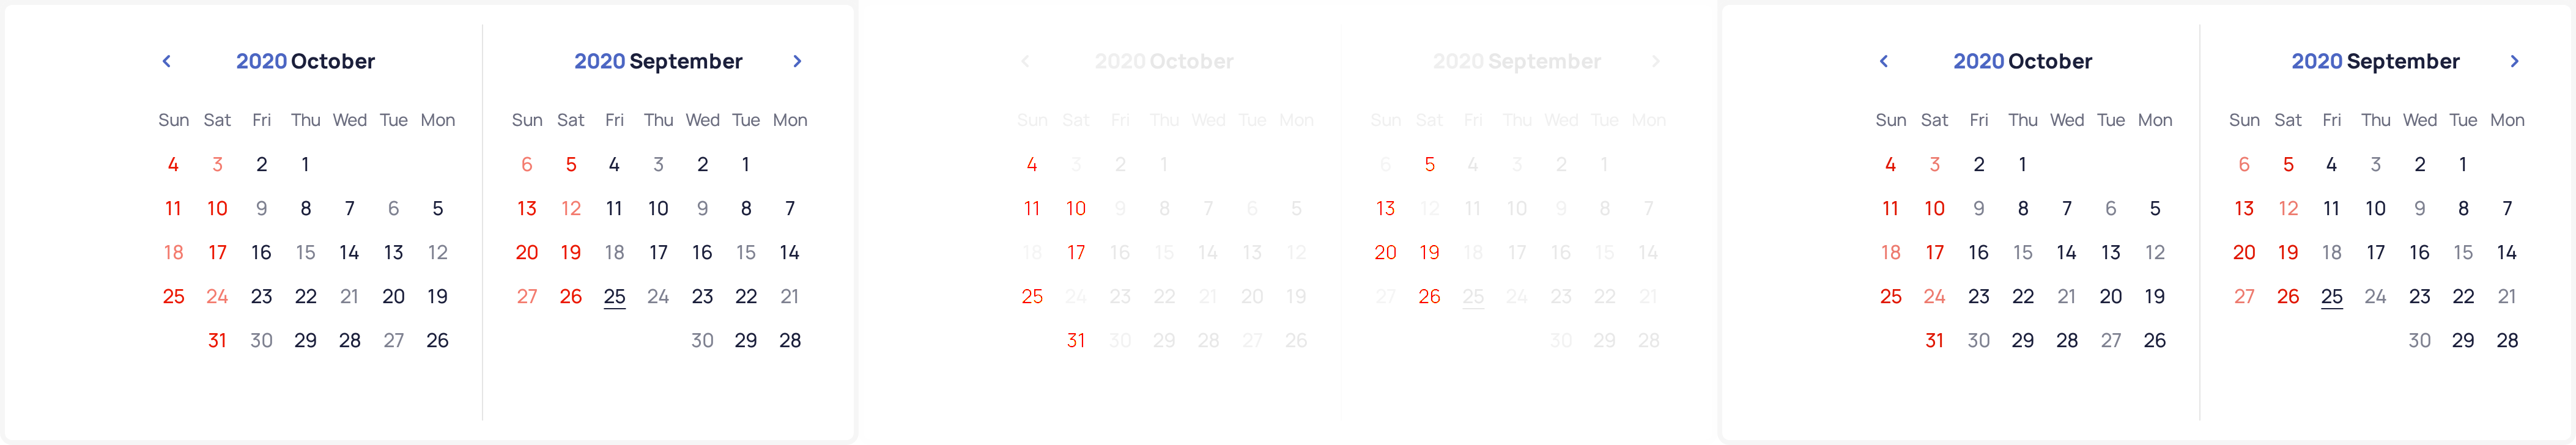 2020 October
Sun Sat Fri Thu Wed Tue Mon
4 3 2 1
11 10 9 8 7 6 5
18 17 16 15 14 13 12
25 24 23 22 21 20 19
31 30 29 28 27 26
2020 September
Sun Sat Fri Thu Wed Tue Mon
6 5 4 3 2 1
13 12 11 10 9 8 7
20 19 18 17 16 15 14
27 26 25 24 23 22 21
30 29 28
2020 October
Sun Sat Fri Thu Wed Tue Mon
4 3 2 1
11 10 9 8 7 6 5
18 17 16 15 14 13 12
25 24 23 22 21 20 19
31 30 29 28 27 26
2020 September
Sun Sat Fri Thu Wed Tue Mon
6 5 4 3 2 1
13 12 11 10 9 8 7
20 19 18 17 16 15 14
27 26 25 24 23 22 21
30 29 28
2020 October
Sun Sat Fri Thu Wed Tue Mon
4 3 2 1
11 10 9 8 7 6 5
18 17 16 15 14 13 12
25 24 23 22 21 20 19
31 30 29 28 27 26
2020 September
Sun Sat Fri Thu Wed Tue Mon
6 5 4 3 2 1
13 12 11 10 9 8 7
20 19 18 17 16 15 14
27 26 25 24 23 22 21
30 29 28